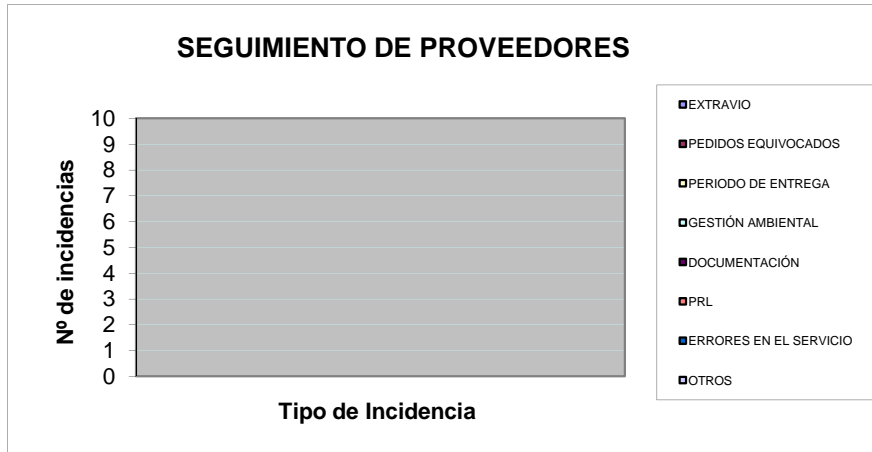 SEGUIMIENTO DE PROVEEDORES
Nº de incidencias
10
9
8
7
6
5
4
3
2
1
0
Tipo de Incidencia
EXTRAVIO
PEDIDOS EQUIVOCADOS
PERIODO DE ENTREGA
GESTIÓN AMBIENTAL
DOCUMENTACIÓN
PRL
ERRORES EN EL SERVICIO
OTROS